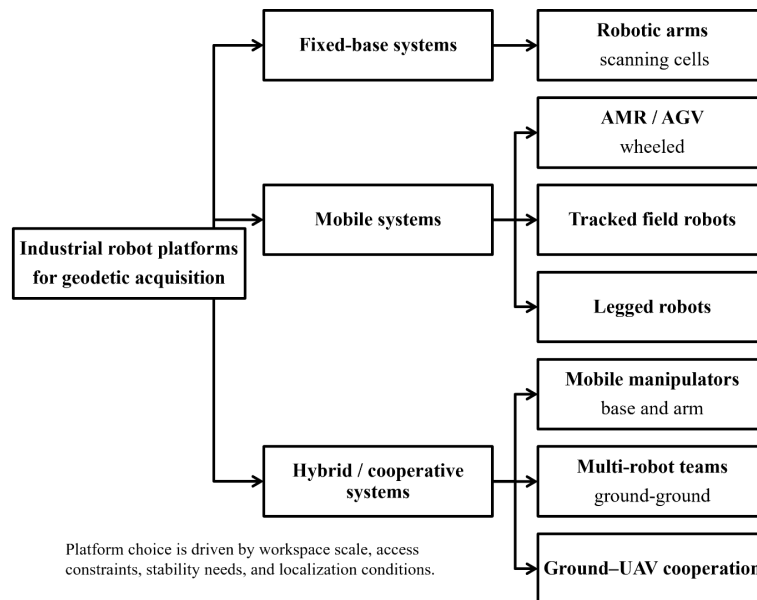 Industrial robot platforms
for geodetic acquisition
Fixed-base systems
Robotic arms
scanning cells
Mobile systems
AMR / AGV
wheeled
Tracked field robots
Legged robots
Hybrid / cooperative
systems
Mobile manipulators
base and arm
Multi-robot teams
ground-ground
Ground–UAV cooperation
Platform choice is driven by workspace scale, access
constraints, stability needs, and localization conditions.